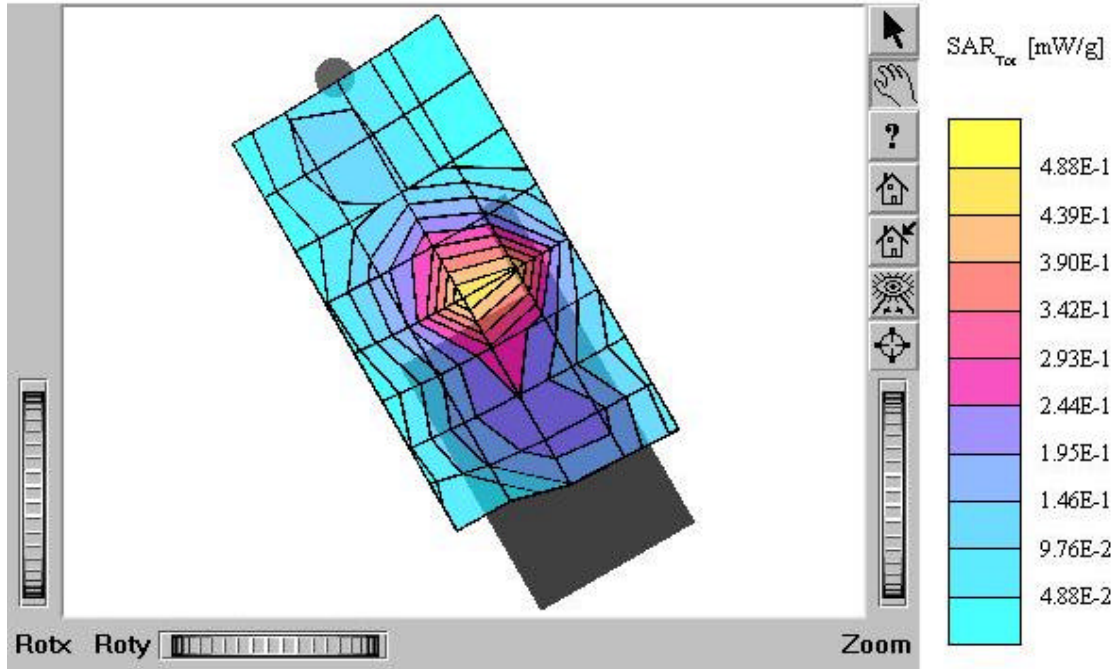 SAR_Tot [mW/g]
?
4.88E-1
4.39E-1
3.90E-1
3.42E-1
2.93E-1
2.44E-1
1.95E-1
1.46E-1
9.76E-2
4.88E-2
Rotx Roty Zoom